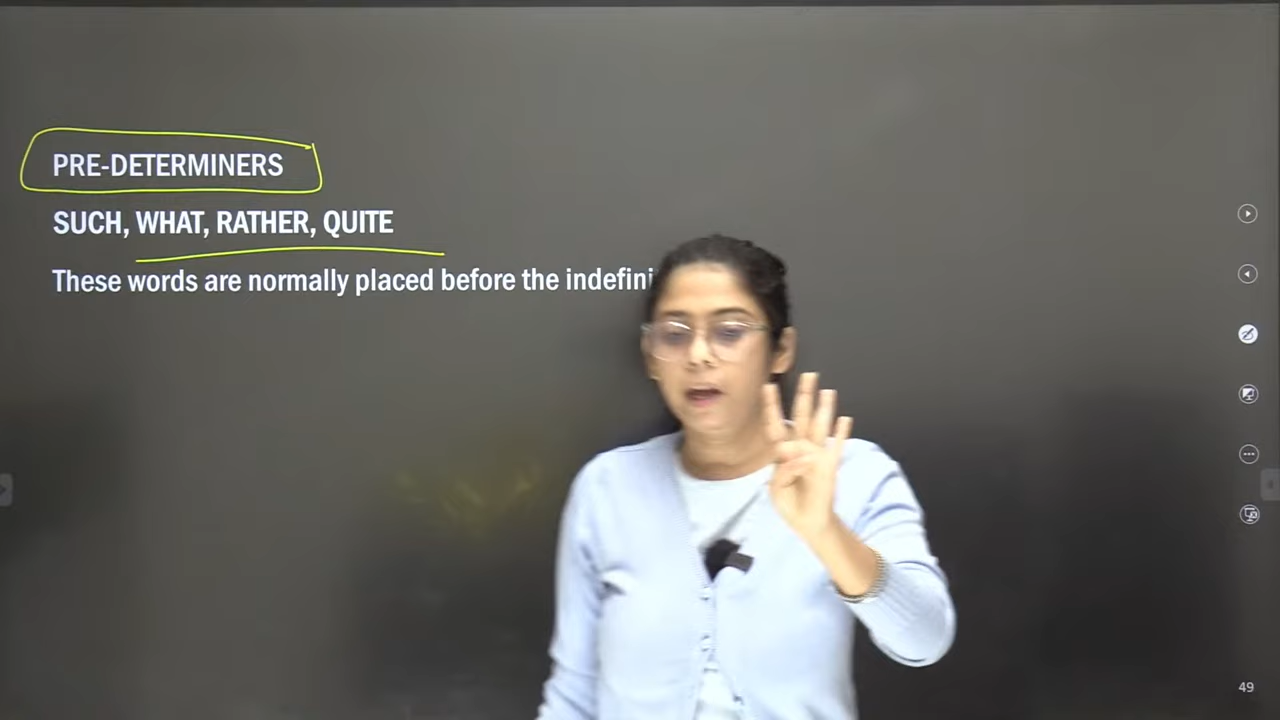 PRE-DETERMINERS
SUCH, WHAT, RATHER, QUITE
These words are normally placed before the
49